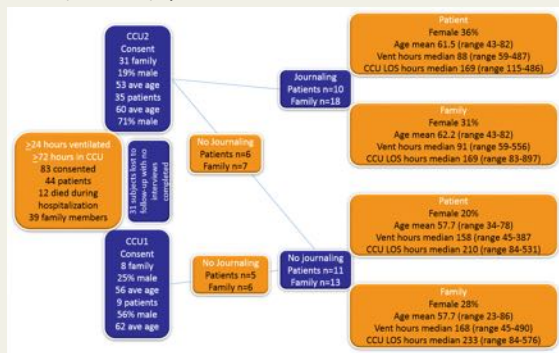 ≥24 hours ventilated
≥72 hours in CCU
83 consented
44 patients
12 died during
hospitalization
39 family members
CCU2
Consent
31 family
19% male
53 ave age
35 patients
60 ave age
71% male
31 subjects lost to
follow-up with no
interviews
completed
CCU1
Consent
8 family
25% male
56 ave age
9 patients
56% male
62 ave age
No Journaling
Patients n=6
Family n=7
No Journaling
Patients n=5
Family n=6
Journaling
Patients n=10
Family n=18
No journaling
Patients n=11
Family n=13
Patient
Female 36%
Age mean 61.5 (range 43-82)
Vent hours median 88 (range 59-487)
CCU LOS hours median 169 (range 115-486)
Family
Female 31%
Age mean 62.2 (range 43-82)
Vent hours median 91 (range 59-556)
CCU LOS hours median 169 (range 83-897)
Patient
Female 20%
Age mean 57.7 (range 34-78)
Vent hours median 158 (range 45-387
CCU LOS hours median 210 (range 84-531)
Family
Female 28%
Age mean 57.7 (range 23-86)
Vent hours median 168 (range 45-490)
CCU LOS hours median 233 (range 84-576)